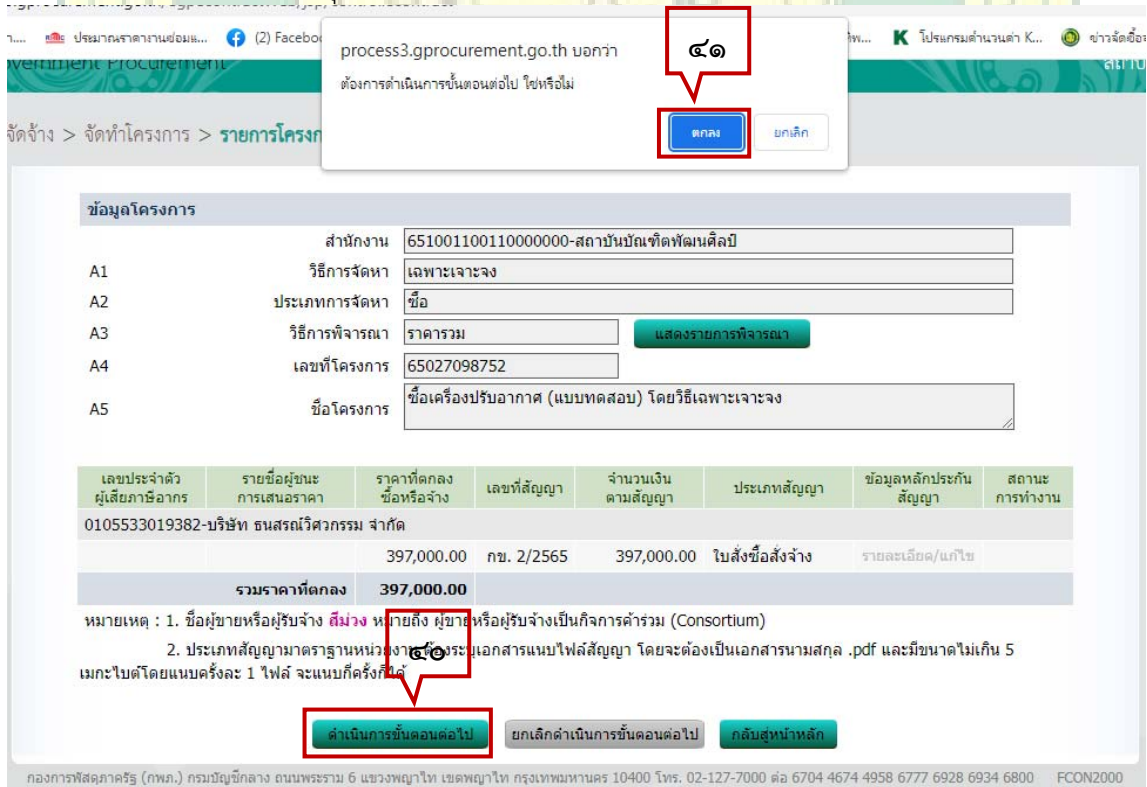 ประมาณราคางานซ่อมแ...
(2) Facebo
K โปรแกรมคำนวนค่า K...
process3.gprocurement.go.th บอกว่า
ต้องการดำเนินการขั้นตอนต่อไป ใช่หรือไม่
๔๑
ตกลง
ยกเลิก
vernment Procurement
จัดจ้าง > จัดทำโครงการ > รายการโครงก
ข้อมูลโครงการ
สำนักงาน 651001100110000000-สถาบันบัณฑิตพัฒนศิลป์
A1 วิธีการจัดหา เฉพาะเจาะจง
A2 ประเภทการจัดหา ซื้อ
A3 วิธีการพิจารณา ราคารวม แสดงรายการพิจารณา
A4 เลขที่โครงการ 65027098752
A5 ชื่อโครงการ ซื้อเครื่องปรับอากาศ (แบบทดสอบ) โดยวิธีเฉพาะเจาะจง
เลขประจำตัว รายชื่อผู้ชนะ ราคาที่ตกลง เลขที่สัญญา จำนวนเงิน ประเภทสัญญา ข้อมูลหลักประกัน สถานะ
ผู้เสียภาษีอากร การเสนอราคา ซื้อหรือจ้าง ตามสัญญา สัญญา การทำงาน
0105533019382-บริษัท ธนสรณ์วิศวกรรม จำกัด
397,000.00 กข. 2/2565 397,000.00 ใบสั่งซื้อสั่งจ้าง รายละเอียด/แก้ไข
รวมราคาที่ตกลง 397,000.00
หมายเหตุ : 1. ชื่อผู้ขายหรือผู้รับจ้าง สีม่วง หมายถึง ผู้ขายหรือผู้รับจ้างเป็นกิจการค้าร่วม (Consortium)
2. ประเภทสัญญามาตราฐานหน่วยงาน ต้องระบุเอกสารแนบไฟล์สัญญา โดยจะต้องเป็นเอกสารนามสกุล .pdf และมีขนาดไม่เกิน 5
เมกะไบต์โดยแนบครั้งละ 1 ไฟล์ จะแนบกี่ครั้งก็ได้
๔๐
ดำเนินการขั้นตอนต่อไป
ยกเลิกดำเนินการขั้นตอนต่อไป
กลับสู่หน้าหลัก
กองการพัสดุภาครัฐ (กพภ.) กรมบัญชีกลาง ถนนพระราม 6 แขวงพญาไท เขตพญาไท กรุงเทพมหานคร 10400 โทร. 02-127-7000 ต่อ 6704 4674 4958 6777 6928 6934 6800 FCON2000